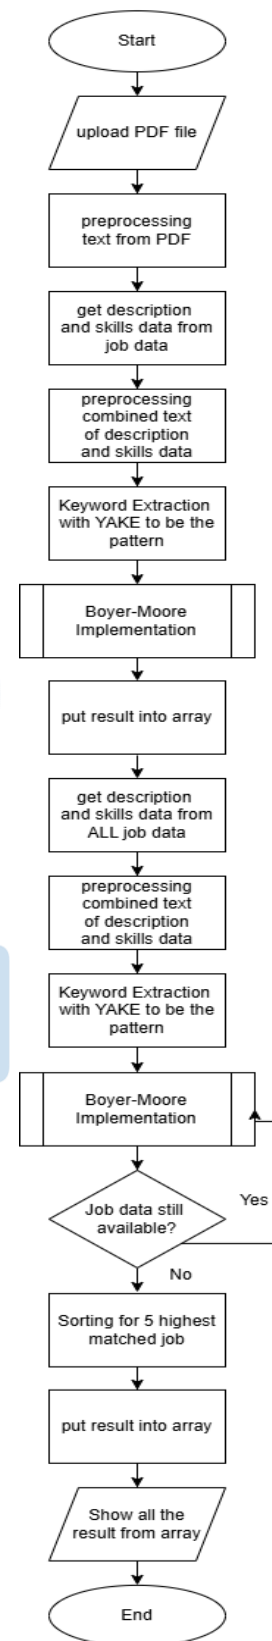 Start
upload PDF file
preprocessing
text from PDF
get description
and skills data from
job data
preprocessing
combined text
of description
and skills data
Keyword Extraction
with YAKE to be the
pattern
Boyer-Moore
Implementation
put result into array
get description
and skills data from
ALL job data
preprocessing
combined text
of description
and skills data
Keyword Extraction
with YAKE to be the
pattern
Boyer-Moore
Implementation
Job data still
available?
Yes
No
Sorting for 5 highest
matched job
put result into array
Show all the
result from array
End